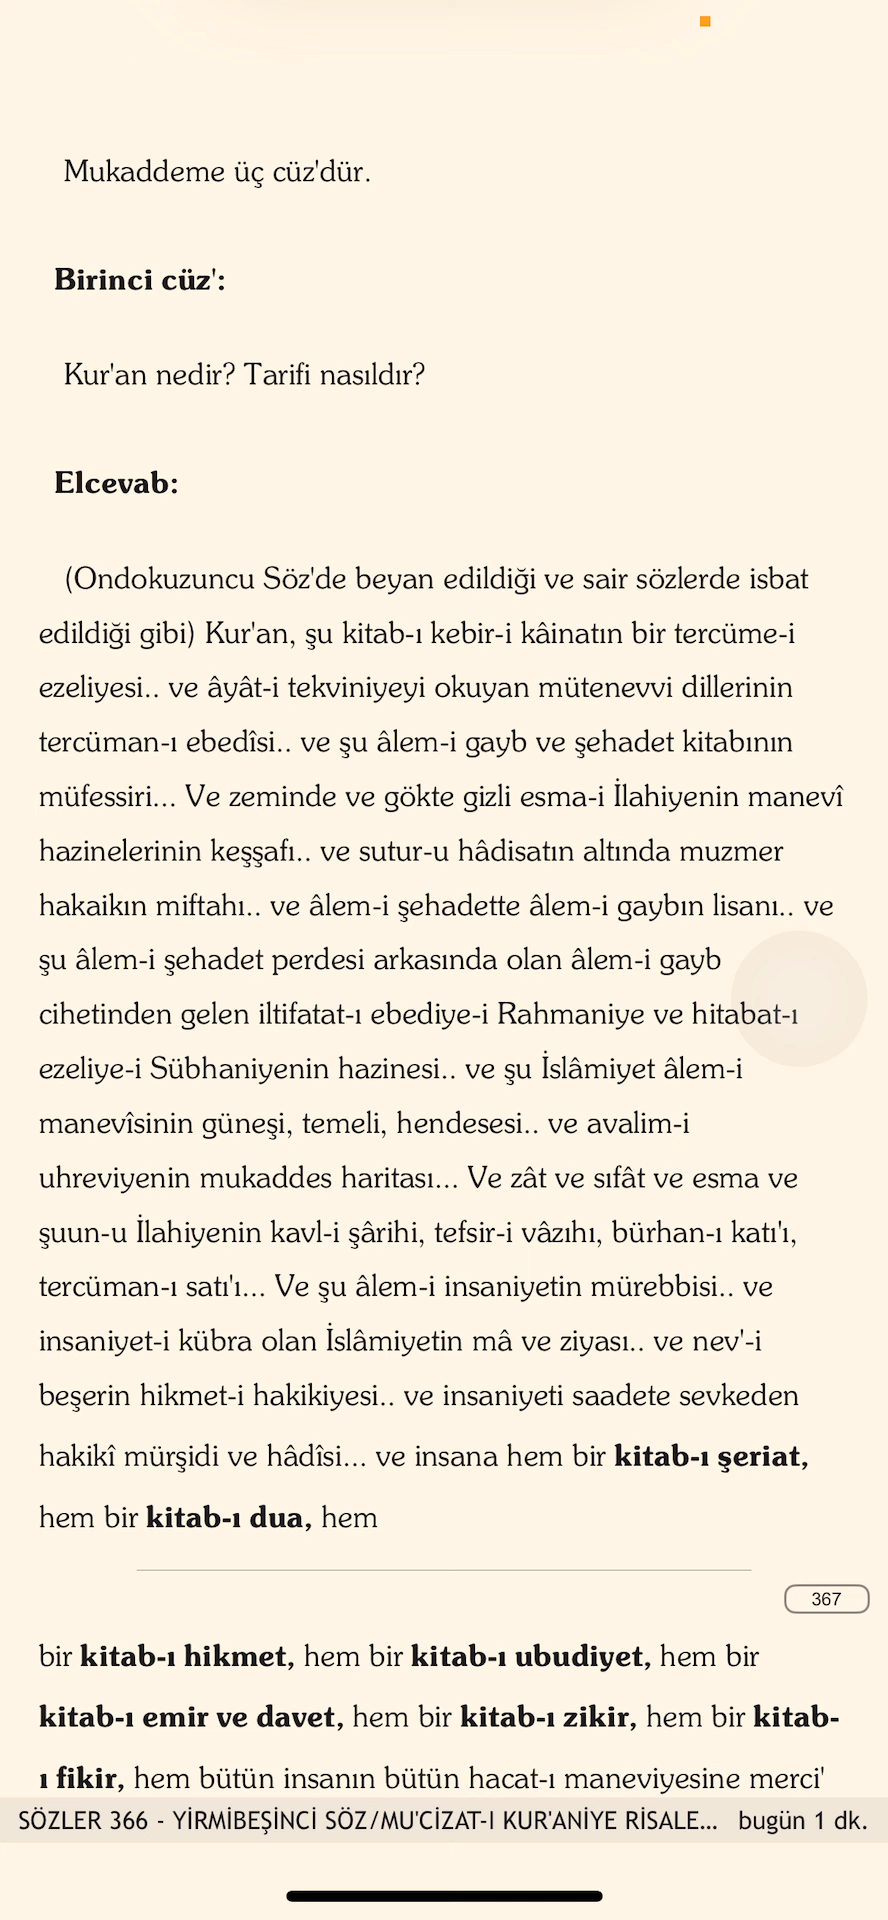 Mukaddeme üç cüz'dür.
Birinci cüz':
Kur'an nedir? Tarifi nasıldır?
Elcevab:
(Ondokuzuncu Söz'de beyan edildiği ve sair sözlerde isbat
edildiği gibi) Kur'an, şu kitab-ı kebir-i kâinatın bir tercüme-i
ezeliyesi.. ve âyât-i tekviniyeyi okuyan mütenevvi dillerinin
tercüman-ı ebedîsi.. ve şu âlem-i gayb ve şehadet kitabının
müfessiri... Ve zeminde ve gökte gizli esma-i İlahiyenin manevî
hazinelerinin keşşafı.. ve sutur-u hâdisatın altında muzmer
hakaikın miftahı.. ve âlem-i şehadette âlem-i gaybın lisanı.. ve
şu âlem-i şehadet perdesi arkasında olan âlem-i gayb
cihetinden gelen iltifatat-ı ebediye-i Rahmaniye ve hitabat-ı
ezeliye-i Sübhaniyenin hazinesi.. ve şu İslâmiyet âlem-i
manevîsinin güneşi, temeli, hendesesi.. ve avalim-i
uhreviyenin mukaddes haritası... Ve zât ve sıfât ve esma ve
şuun-u İlahiyenin kavl-i şârihi, tefsir-i vâzıhı, bürhan-ı katı'ı,
tercüman-ı satı'ı... Ve şu âlem-i insaniyetin mürebbisi.. ve
insaniyet-i kübra olan İslâmiyetin mâ ve ziyası.. ve nev'-i
beşerin hikmet-i hakikiyesi.. ve insaniyeti saadete sevkeden
hakikî mürşidi ve hâdîsi... ve insana hem bir kitab-ı şeriat,
hem bir kitab-ı dua, hem
367
bir kitab-ı hikmet, hem bir kitab-ı ubudiyet, hem bir
kitab-ı emir ve davet, hem bir kitab-ı zikir, hem bir kitab-
ı fikir, hem bütün insanın bütün hacat-ı maneviyesine merci'
SÖZLER 366 - YİRMİBEŞİNCİ SÖZ/MU'CİZAT-I KUR'ANİYE RİSALE... bugün 1 dk.